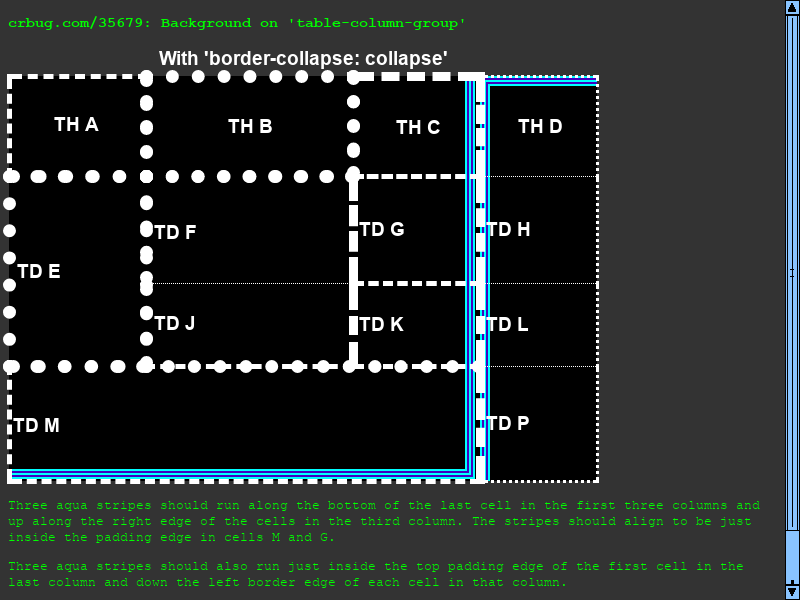 crbug.com/35679: Background on 'table-column-group'
With 'border-collapse: collapse'
TH A TH B TH C TH D
TD F TD G TD H
TD E
TD J TD K TD L
TD M TD P
Three aqua stripes should run along the bottom of the last cell in the first three columns and
up along the right edge of the cells in the third column. The stripes should align to be just
inside the padding edge in cells M and G.
Three aqua stripes should also run just inside the top padding edge of the first cell in the
last column and down the left border edge of each cell in that column.